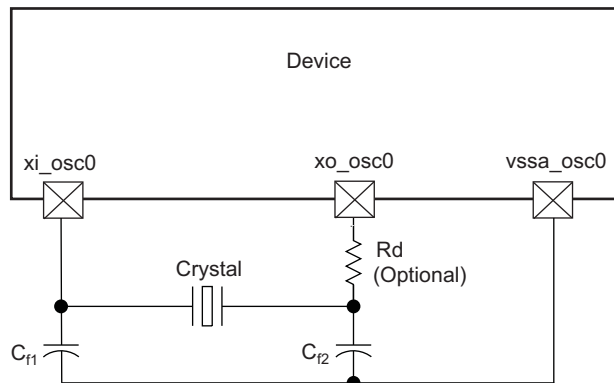 Device
xi_osc0
xo_osc0
vssa_osc0
Rd
(Optional)
Crystal
Cf1
Cf2